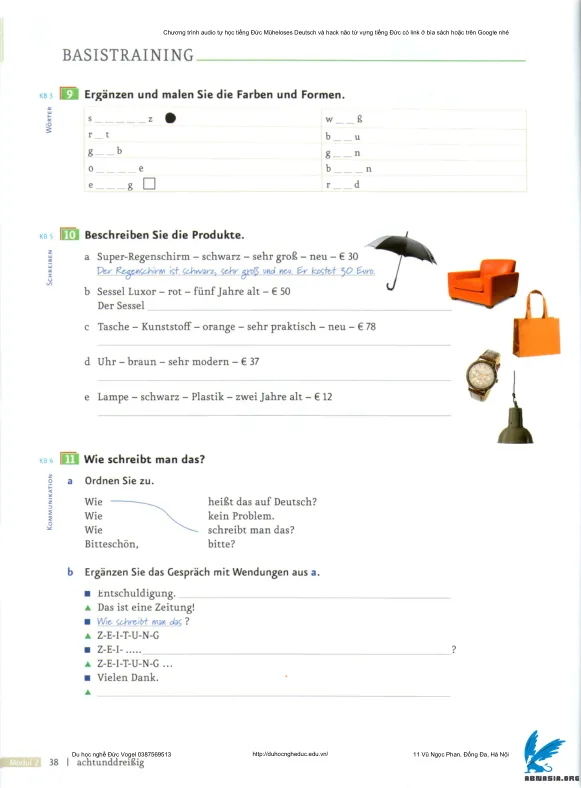 Chương trình audio tự học tiếng Đức Müheloses Deutsch và hack não từ vựng tiếng Đức có link ở bìa sách hoặc trên Google nhé
BASISTRAINING
KB 3 9 Ergänzen und malen Sie die Farben und Formen.
WÖRTER
s _ _ _ _ _ z
r _ t
g _ _ b
o _ _ _ _ e
e _ _ _ g
w _ _ ß
b _ _ u
g _ _ n
b _ _ _ n
r _ _ d
KB 5 10 Beschreiben Sie die Produkte.
SCHREIBEN
a Super-Regenschirm – schwarz – sehr groß – neu – € 30
Der Regenschirm ist schwarz, sehr groß und neu. Er kostet 30 Euro.
b Sessel Luxor – rot – fünf Jahre alt – € 50
Der Sessel
c Tasche – Kunststoff – orange – sehr praktisch – neu – € 78
d Uhr – braun – sehr modern – € 37
e Lampe – schwarz – Plastik – zwei Jahre alt – € 12
KB 6 11 Wie schreibt man das?
KOMMUNIKATION
a Ordnen Sie zu.
Wie heißt das auf Deutsch?
Wie kein Problem.
Wie schreibt man das?
Bitteschön, bitte?
b Ergänzen Sie das Gespräch mit Wendungen aus a.
■ Entschuldigung.
▲ Das ist eine Zeitung!
■ Wie schreibt man das ?
▲ Z-E-I-T-U-N-G
■ Z-E-I- ..... ?
▲ Z-E-I-T-U-N-G ...
■ Vielen Dank.
▲
Modul 2 38 | achtunddreißig
Du học nghề Đức Vogel 0387569513 http://duhocngheduc.edu.vn/ 11 Vũ Ngọc Phan, Đống Đa, Hà Nội
ABWASIA.ORG